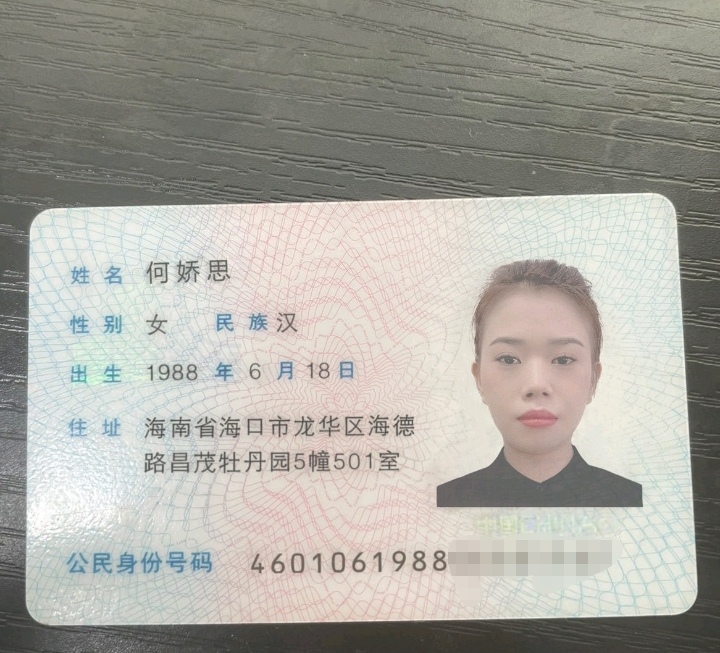 姓名 何娇思
性别 女 民族 汉
出生 1988 年 6 月 18 日
住址 海南省海口市龙华区海德
路昌茂牡丹园5幢501室
公民身份号码 4601061988